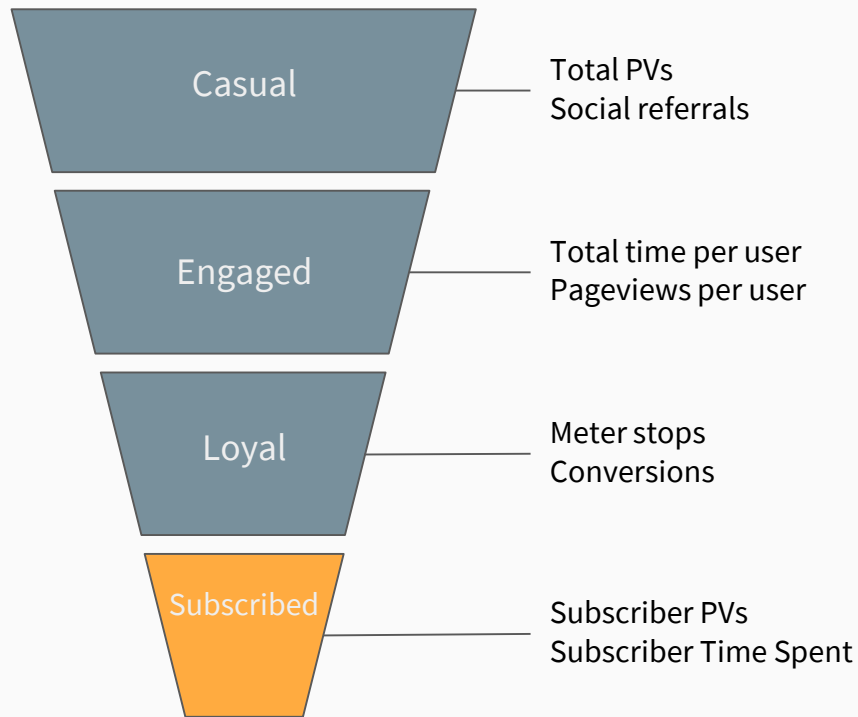 Casual
Total PVs
Social referrals
Engaged
Total time per user
Pageviews per user
Loyal
Meter stops
Conversions
Subscribed
Subscriber PVs
Subscriber Time Spent